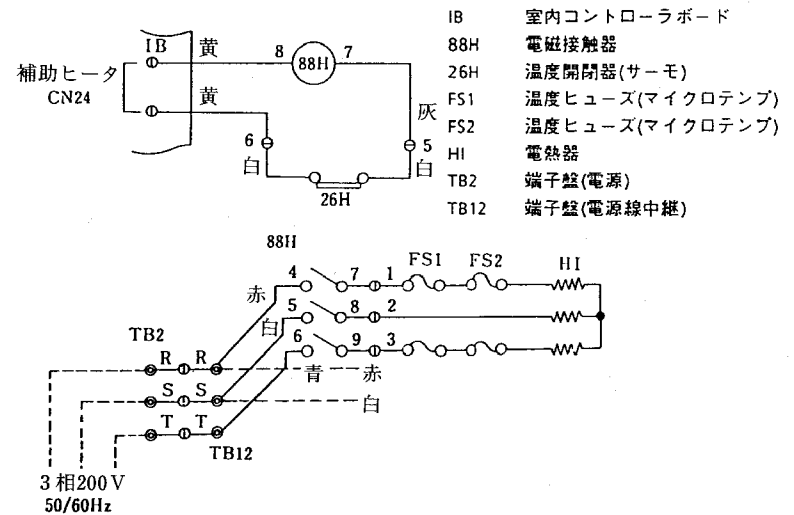 IB 室内コントローラボード
88H 電磁接触器
26H 温度開閉器(サーモ)
FS1 温度ヒューズ(マイクロテンプ)
FS2 温度ヒューズ(マイクロテンプ)
HI 電熱器
TB2 端子盤(電源)
TB12 端子盤(電源線中継)
IB 黄 8 88H 7
補助ヒータ
CN24
黄 灰
6 5
白 白
26H
88H
FS1 FS2 HI
4 7 1
赤
5 8 2
白
6 9 3
TB2
R R 青 赤
S S 白
T T
TB12
3相200V
50/60Hz